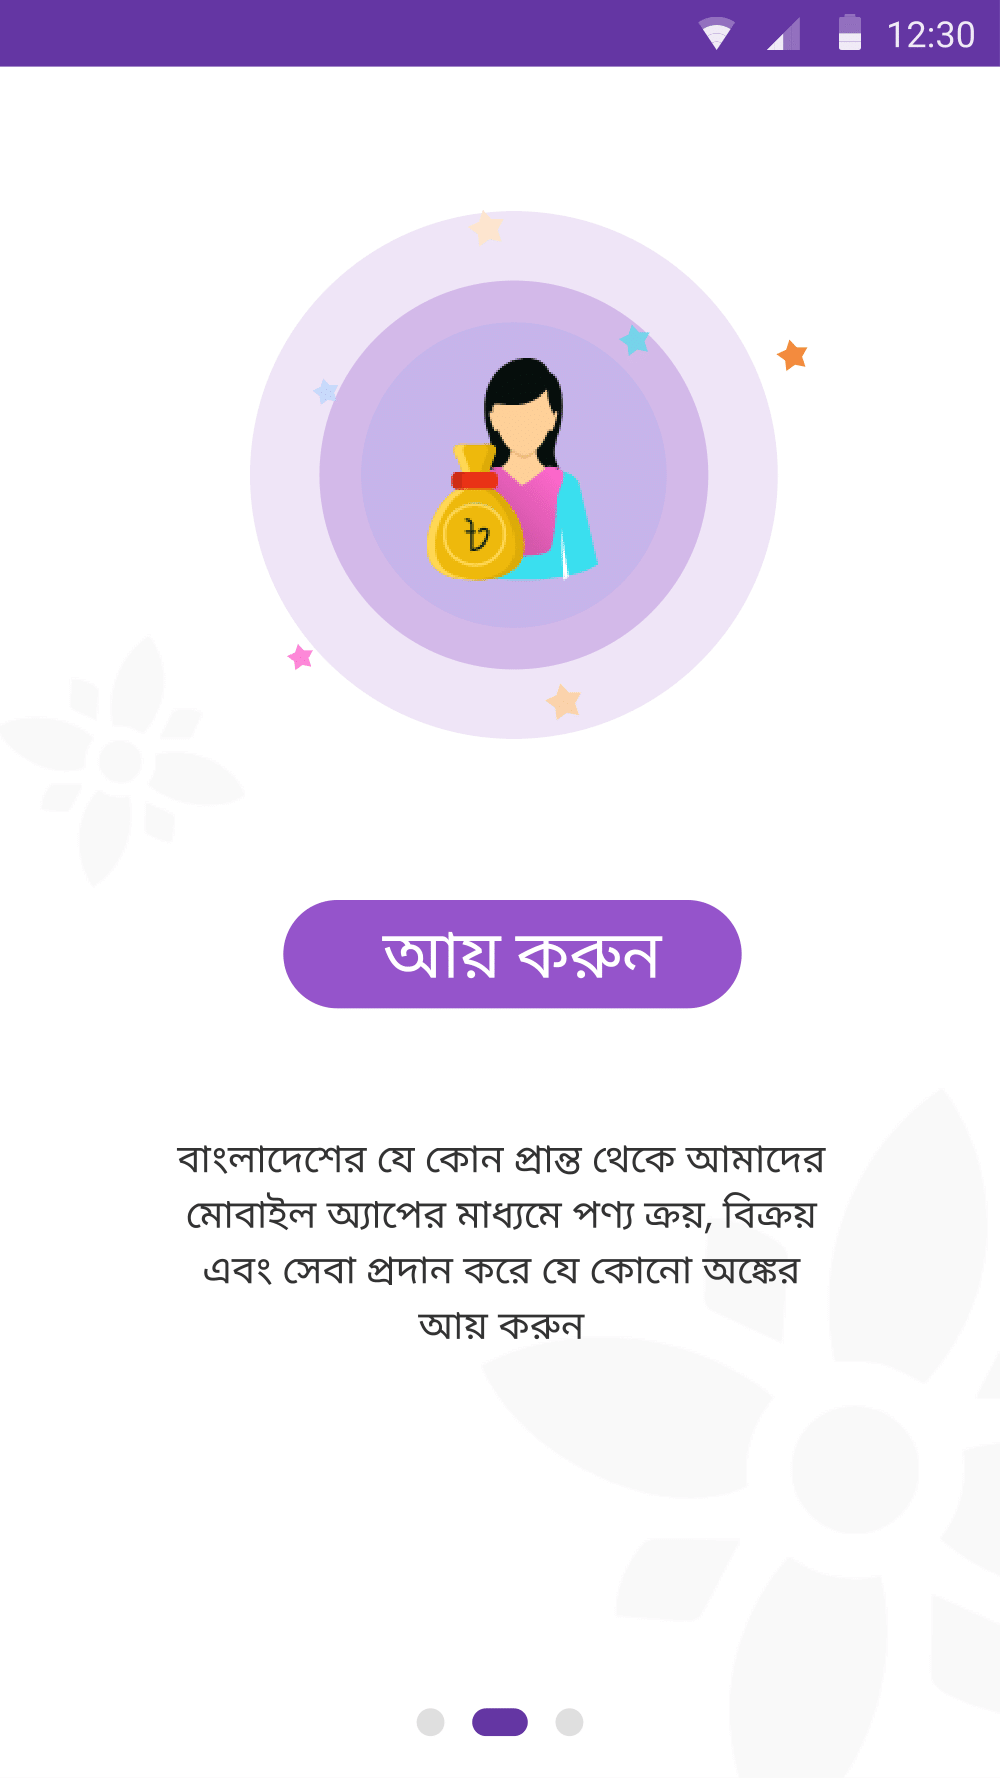 12:30
৳
আয় করুন
বাংলাদেশের যে কোন প্রান্ত থেকে আমাদের
মোবাইল অ্যাপের মাধ্যমে পণ্য ক্রয়, বিক্রয়
এবং সেবা প্রদান করে যে কোনো অঙ্কের
আয় করুন